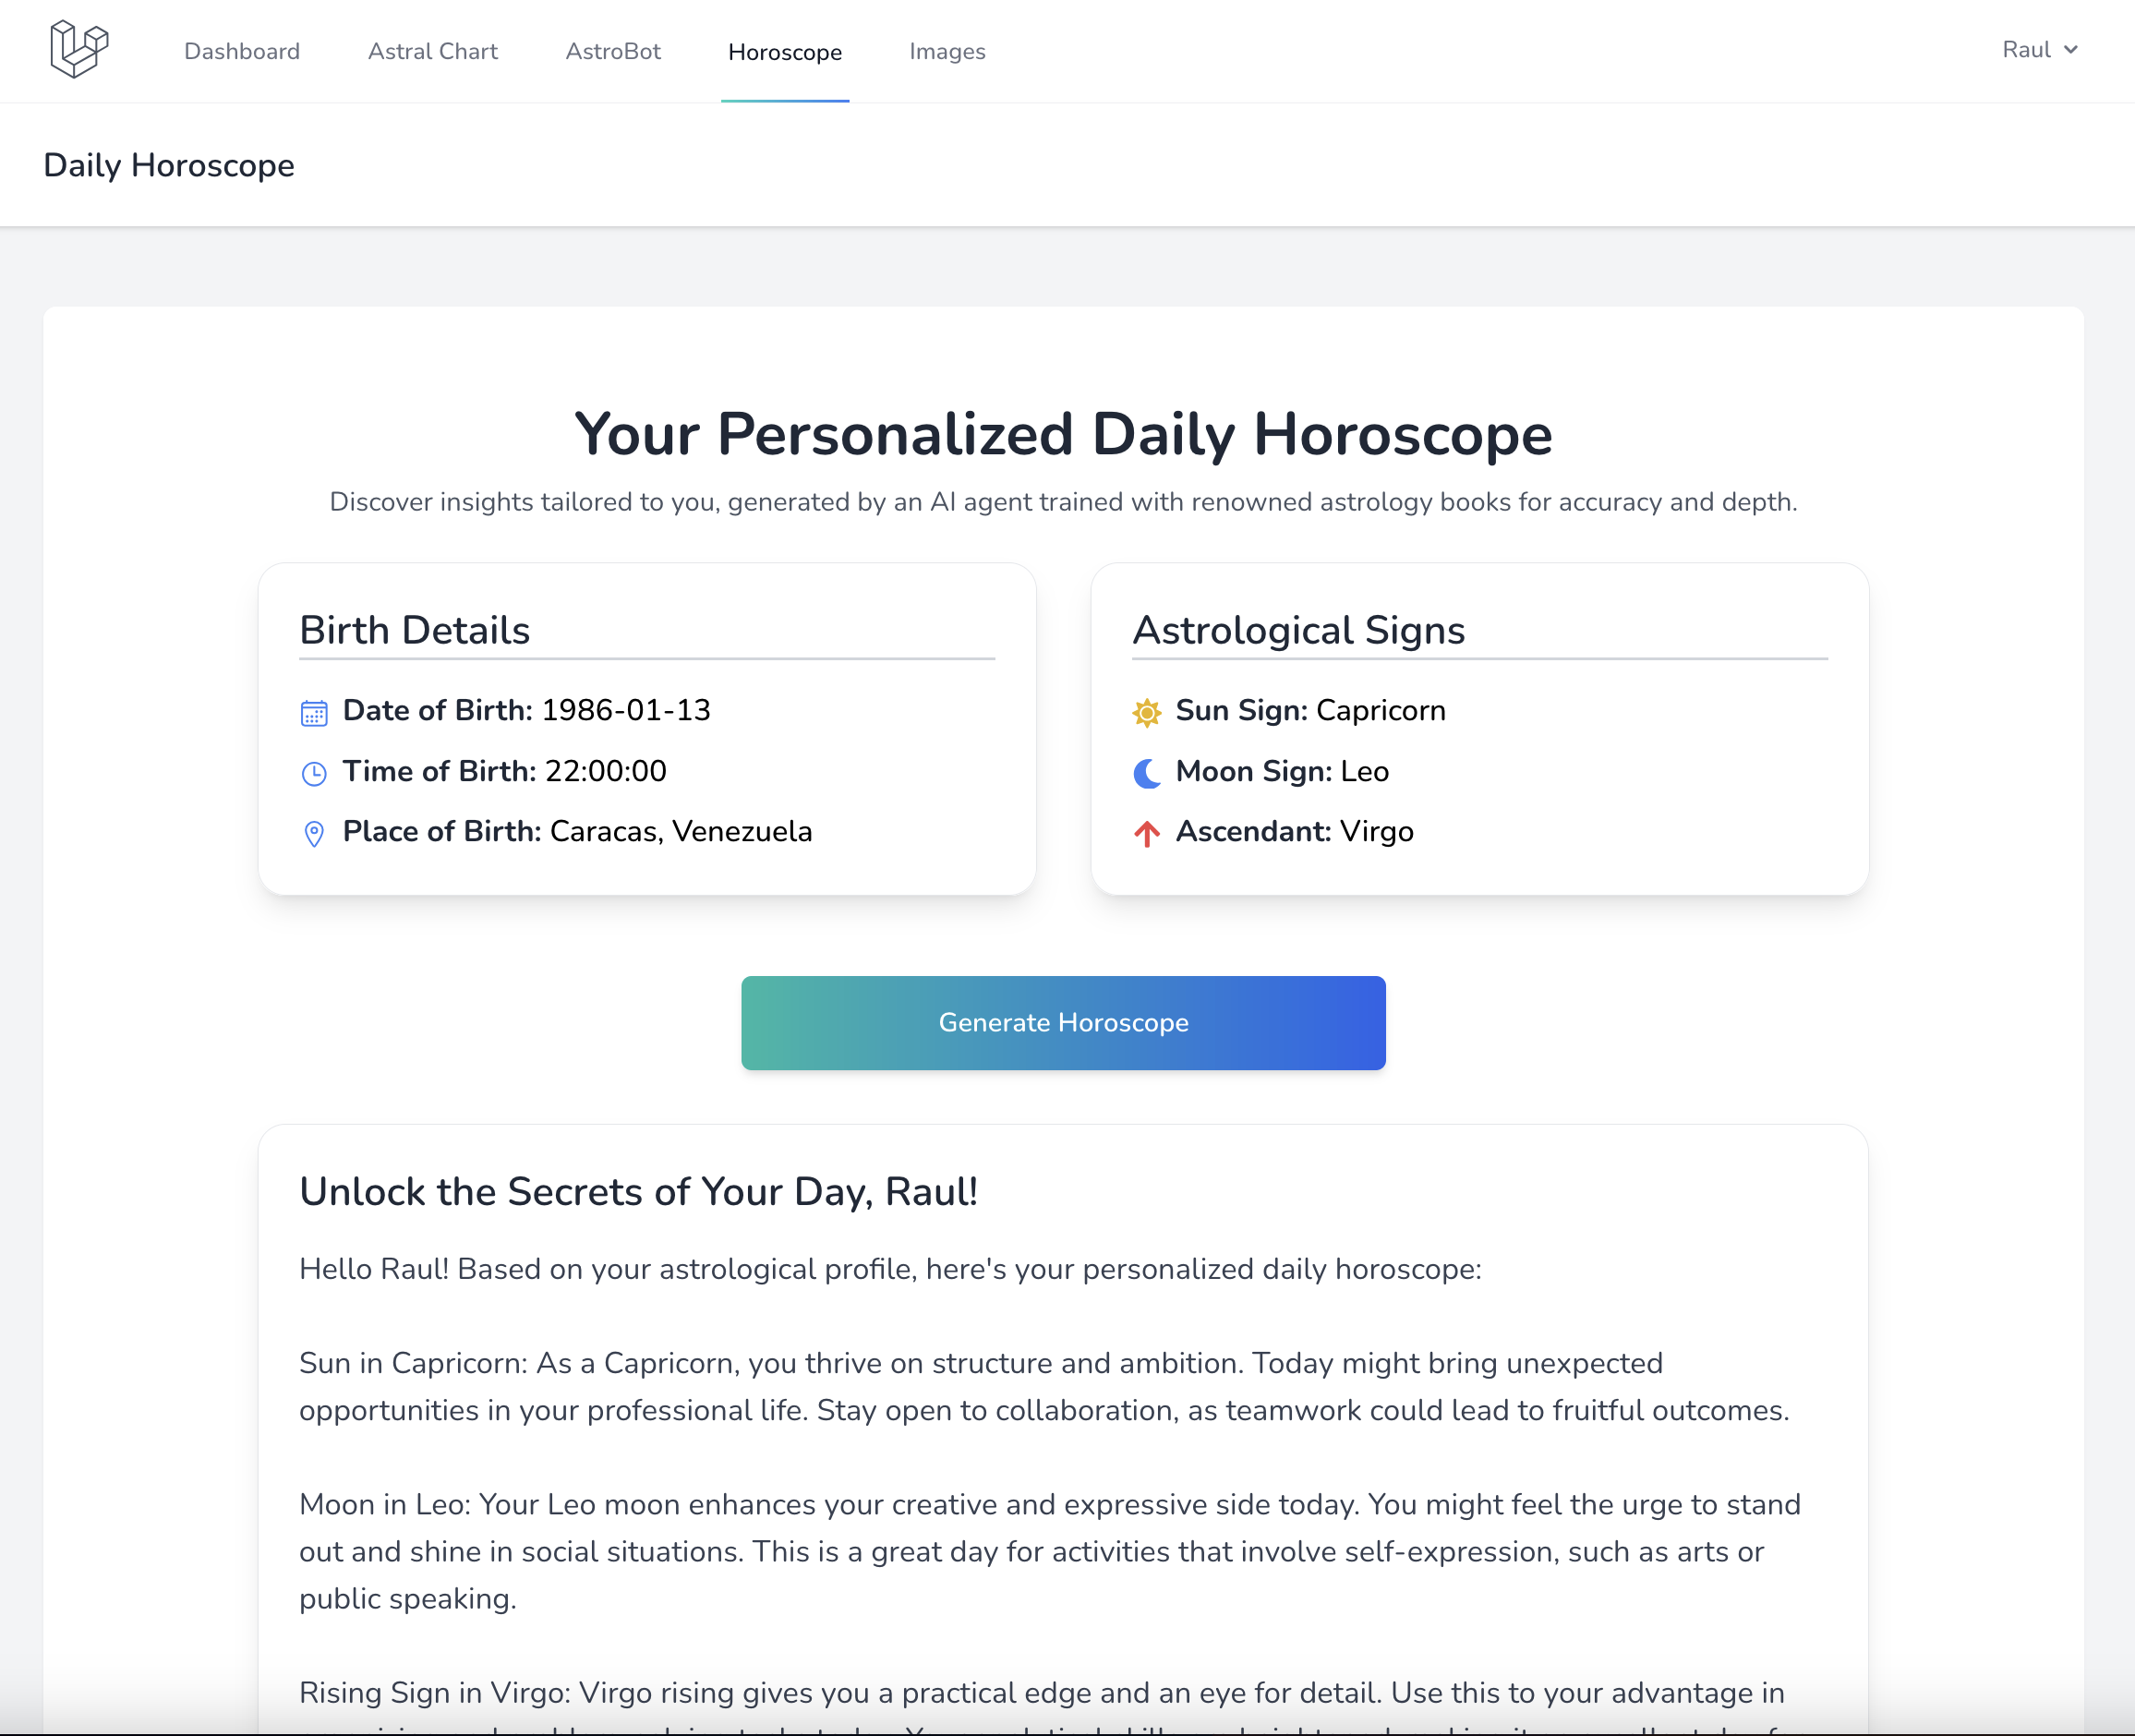 Dashboard Astral Chart AstroBot Horoscope Images Raul
Daily Horoscope
Your Personalized Daily Horoscope
Discover insights tailored to you, generated by an AI agent trained with renowned astrology books for accuracy and depth.
Birth Details
Date of Birth: 1986-01-13
Time of Birth: 22:00:00
Place of Birth: Caracas, Venezuela
Astrological Signs
Sun Sign: Capricorn
Moon Sign: Leo
Ascendant: Virgo
Generate Horoscope
Unlock the Secrets of Your Day, Raul!
Hello Raul! Based on your astrological profile, here's your personalized daily horoscope:
Sun in Capricorn: As a Capricorn, you thrive on structure and ambition. Today might bring unexpected
opportunities in your professional life. Stay open to collaboration, as teamwork could lead to fruitful outcomes.
Moon in Leo: Your Leo moon enhances your creative and expressive side today. You might feel the urge to stand
out and shine in social situations. This is a great day for activities that involve self-expression, such as arts or
public speaking.
Rising Sign in Virgo: Virgo rising gives you a practical edge and an eye for detail. Use this to your advantage in